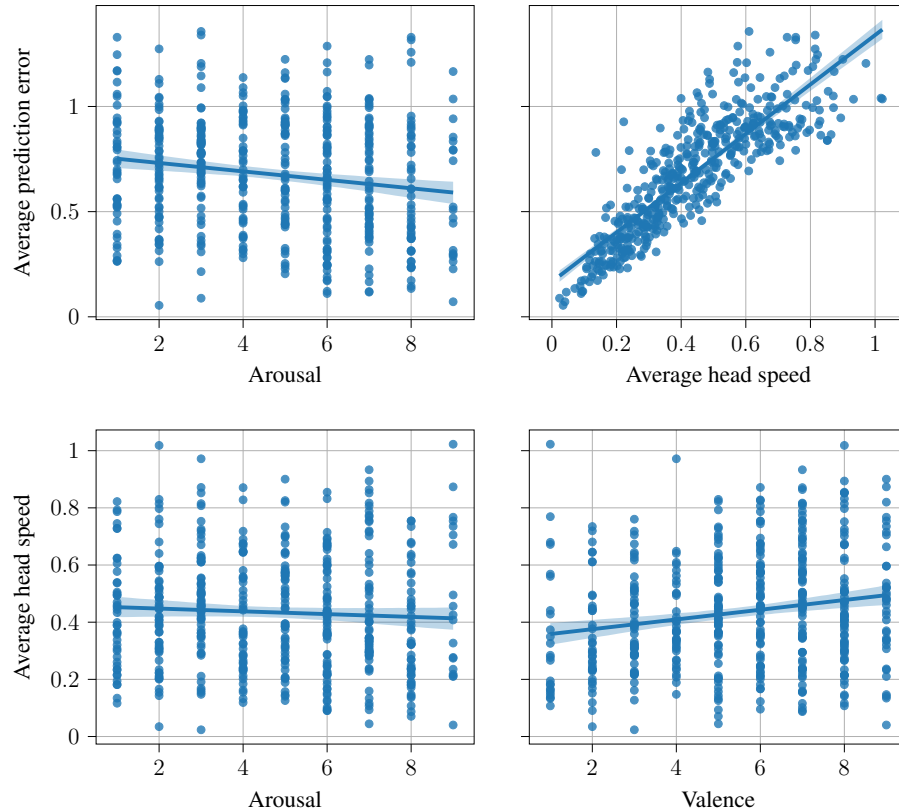 Average prediction error
1
0.5
0
2 4 6 8
Arousal
0 0.2 0.4 0.6 0.8 1
Average head speed
Average head speed
1
0.8
0.6
0.4
0.2
0
2 4 6 8
Arousal
2 4 6 8
Valence